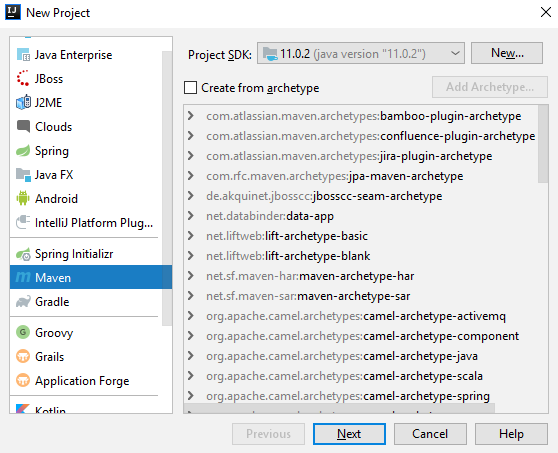 New Project
Java Enterprise
JBoss
J2ME
Clouds
Spring
Java FX
Android
IntelliJ Platform Plug...
Spring Initializr
Maven
Gradle
Groovy
Grails
Application Forge
Kotlin
Project SDK: 11.0.2 (java version "11.0.2") New...
Create from archetype Add Archetype...
com.atlassian.maven.archetypes:bamboo-plugin-archetype
com.atlassian.maven.archetypes:confluence-plugin-archetype
com.atlassian.maven.archetypes:jira-plugin-archetype
com.rfc.maven.archetypes:jpa-maven-archetype
de.akquinet.jbosscc:jbosscc-seam-archetype
net.databinder:data-app
net.liftweb:lift-archetype-basic
net.liftweb:lift-archetype-blank
net.sf.maven-har:maven-archetype-har
net.sf.maven-sar:maven-archetype-sar
org.apache.camel.archetypes:camel-archetype-activemq
org.apache.camel.archetypes:camel-archetype-component
org.apache.camel.archetypes:camel-archetype-java
org.apache.camel.archetypes:camel-archetype-scala
org.apache.camel.archetypes:camel-archetype-spring
Previous Next Cancel Help